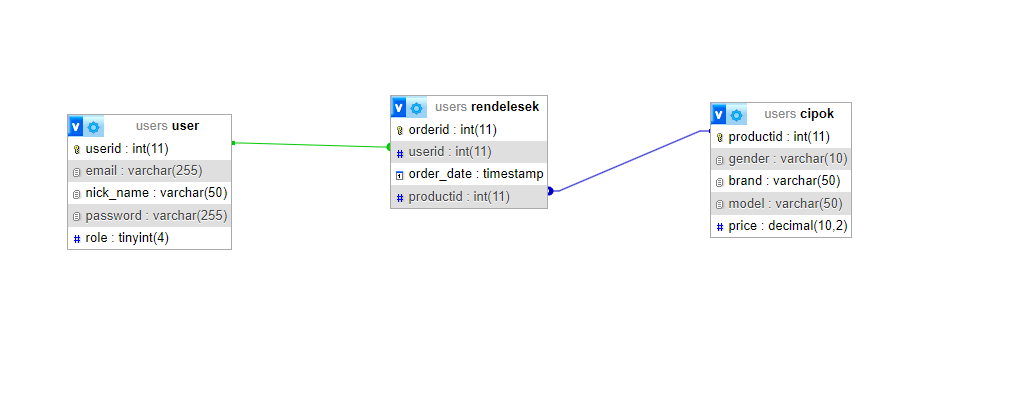 users user
userid : int(11)
email : varchar(255)
nick_name : varchar(50)
password : varchar(255)
role : tinyint(4)
users rendelesek
orderid : int(11)
userid : int(11)
order_date : timestamp
productid : int(11)
users cipok
productid : int(11)
gender : varchar(10)
brand : varchar(50)
model : varchar(50)
price : decimal(10,2)